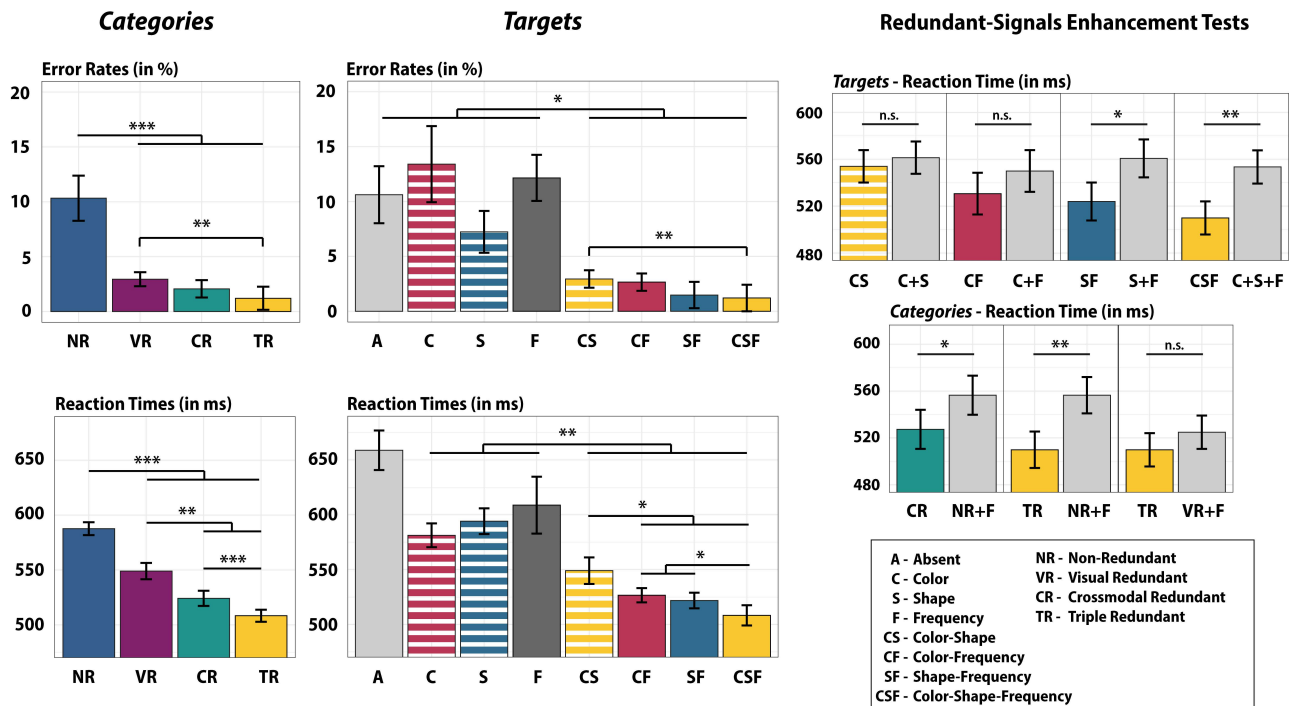 Categories
Targets
Redundant-Signals Enhancement Tests
Error Rates (in %)
20
15
10
5
0
***
**
NR VR CR TR
Error Rates (in %)
20
15
10
5
0
*
**
A C S F CS CF SF CSF
Reaction Times (in ms)
650
600
550
500
***
**
***
NR VR CR TR
Reaction Times (in ms)
650
600
550
500
**
*
*
A C S F CS CF SF CSF
Targets - Reaction Time (in ms)
600
560
520
480
n.s. n.s. * **
CS C+S CF C+F SF S+F CSF C+S+F
Categories - Reaction Time (in ms)
600
560
520
480
* ** n.s.
CR NR+F TR NR+F TR VR+F
A - Absent
C - Color
S - Shape
F - Frequency
CS - Color-Shape
CF - Color-Frequency
SF - Shape-Frequency
CSF - Color-Shape-Frequency
NR - Non-Redundant
VR - Visual Redundant
CR - Crossmodal Redundant
TR - Triple Redundant